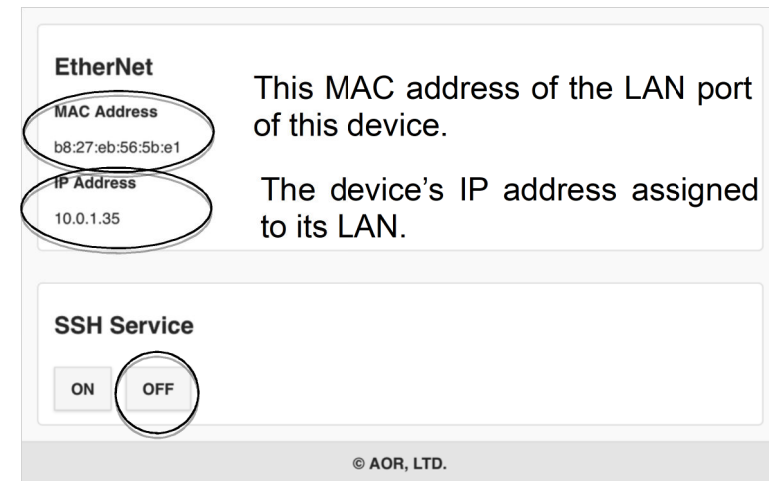 EtherNet
MAC Address
b8:27:eb:56:5b:e1
This MAC address of the LAN port
of this device.
IP Address
10.0.1.35
The device's IP address assigned
to its LAN.
SSH Service
ON OFF
© AOR, LTD.